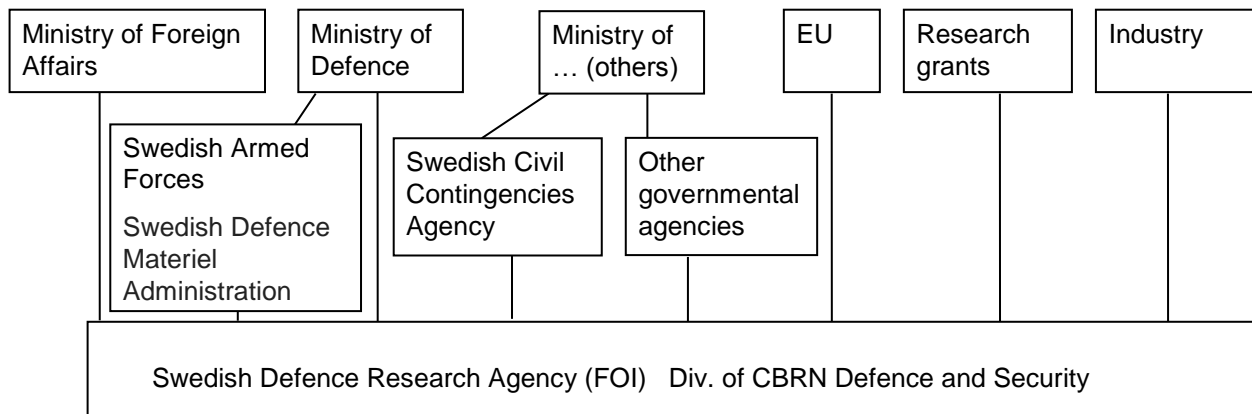 Ministry of Foreign
Affairs
Ministry of
Defence
Ministry of
… (others)
EU
Research
grants
Industry
Swedish Armed
Forces
Swedish Defence
Materiel
Administration
Swedish Civil
Contingencies
Agency
Other
governmental
agencies
Swedish Defence Research Agency (FOI) Div. of CBRN Defence and Security